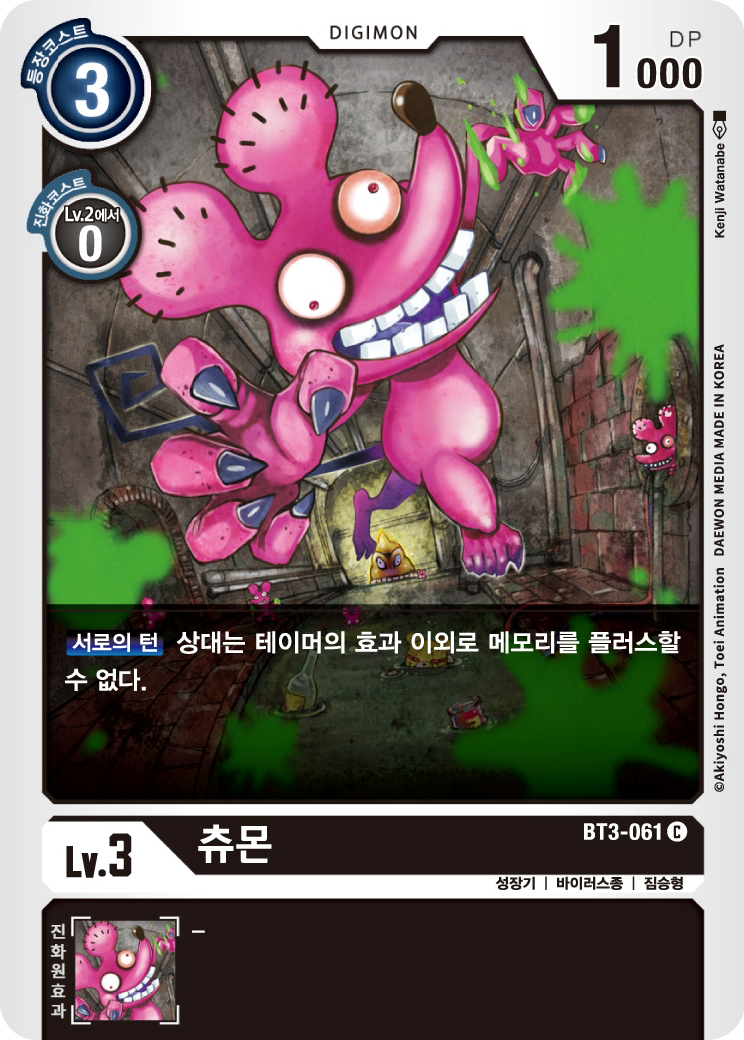 DIGIMON
등장코스트
3
DP
1000
진화코스트
Lv.2에서
0
Kenji Watanabe
©Akiyoshi Hongo, Toei Animation DAEWON MEDIA MADE IN KOREA
서로의 턴 상대는 테이머의 효과 이외로 메모리를 플러스할
수 없다.
Lv.3
츄몬
BT3-061 C
성장기 | 바이러스종 | 짐승형
진화원효과
–